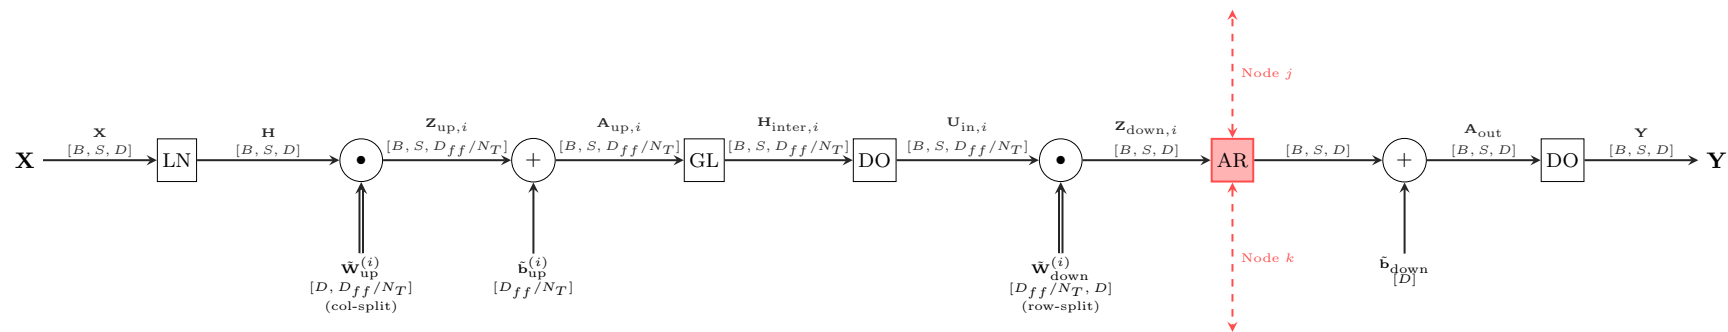 Node j
X
[B, S, D]
H
[B, S, D]
Z_up,i
[B, S, D_ff/N_T]
A_up,i
[B, S, D_ff/N_T]
H_inter,i
[B, S, D_ff/N_T]
U_in,i
[B, S, D_ff/N_T]
Z_down,i
[B, S, D]
[B, S, D]
A_out
[B, S, D]
Y
[B, S, D]
X
LN
•
+
GL
DO
•
AR
+
DO
Y
W̃_up^(i)
[D, D_ff/N_T]
(col-split)
b̃_up^(i)
[D_ff/N_T]
W̃_down^(i)
[D_ff/N_T, D]
(row-split)
Node k
b̃_down
[D]